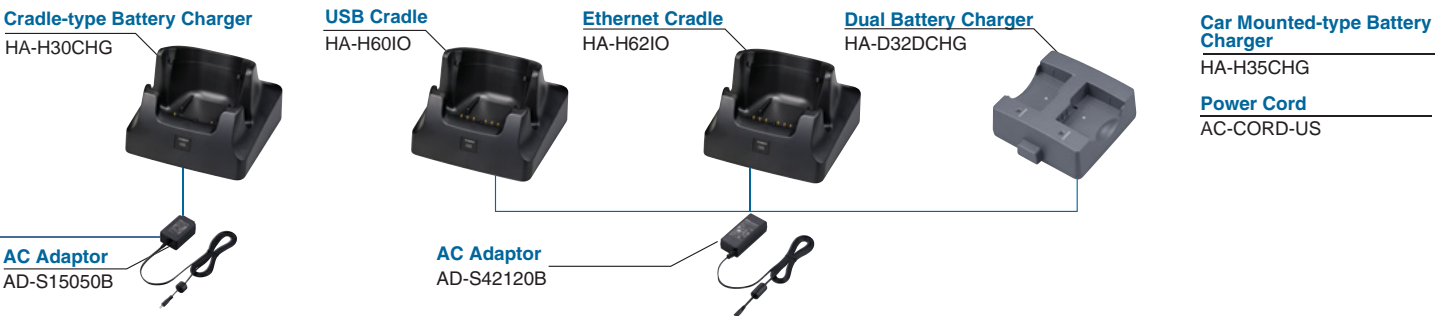 Cradle-type Battery Charger
HA-H30CHG
USB Cradle
HA-H60IO
Ethernet Cradle
HA-H62IO
Dual Battery Charger
HA-D32DCHG
Car Mounted-type Battery
Charger
HA-H35CHG
Power Cord
AC-CORD-US
AC Adaptor
AD-S15050B
AC Adaptor
AD-S42120B